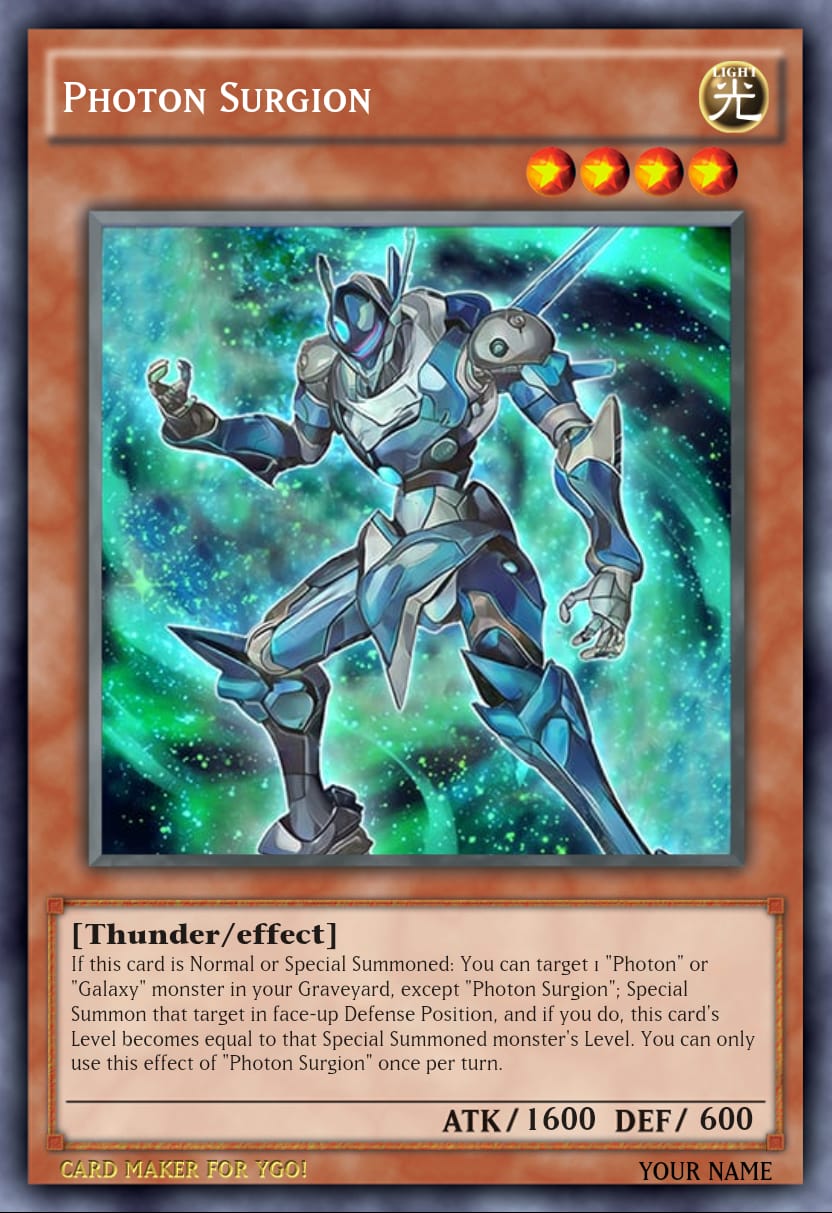 Photon Surgion
LIGHT
光
[Thunder/effect]
If this card is Normal or Special Summoned: You can target 1 "Photon" or
"Galaxy" monster in your Graveyard, except "Photon Surgion"; Special
Summon that target in face-up Defense Position, and if you do, this card's
Level becomes equal to that Special Summoned monster's Level. You can only
use this effect of "Photon Surgion" once per turn.
ATK/1600 DEF/ 600
CARD MAKER FOR YGO! YOUR NAME